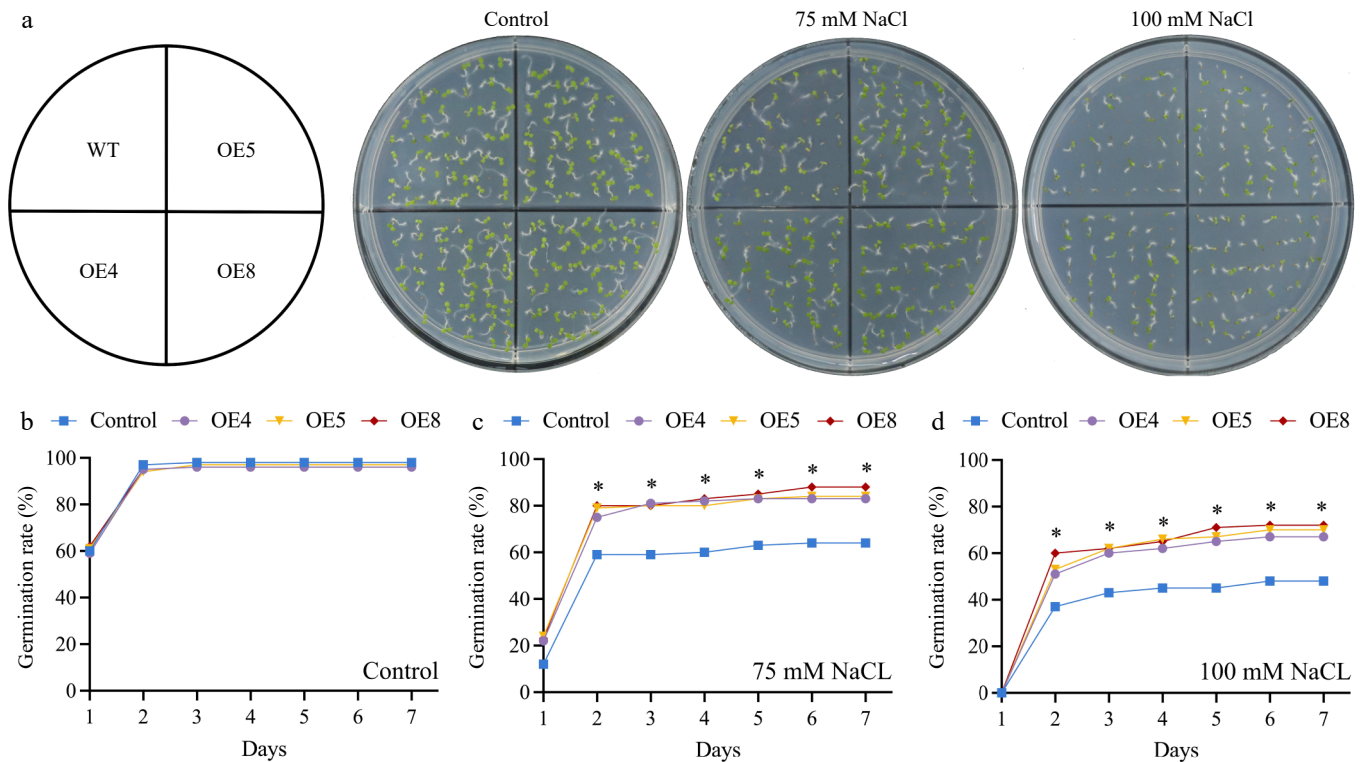 a
Control
75 mM NaCl
100 mM NaCl
WT
OE5
OE4
OE8
b
Control
OE4
OE5
OE8
Germination rate (%)
100
80
60
40
20
0
Control
1 2 3 4 5 6 7
Days
c
Control
OE4
OE5
OE8
Germination rate (%)
100
80
60
40
20
0
* * * * * *
75 mM NaCL
1 2 3 4 5 6 7
Days
d
Control
OE4
OE5
OE8
Germination rate (%)
100
80
60
40
20
0
* * * * * *
100 mM NaCL
1 2 3 4 5 6 7
Days